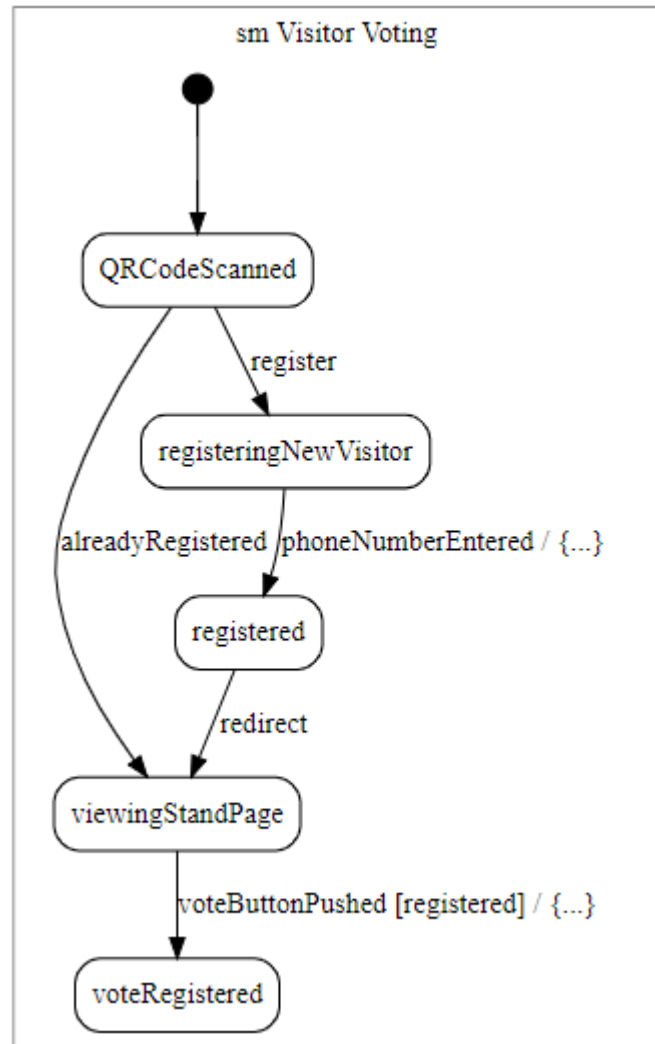 sm Visitor Voting
QRCodeScanned
register
registeringNewVisitor
alreadyRegistered
phoneNumberEntered / {...}
registered
redirect
viewingStandPage
voteButtonPushed [registered] / {...}
voteRegistered